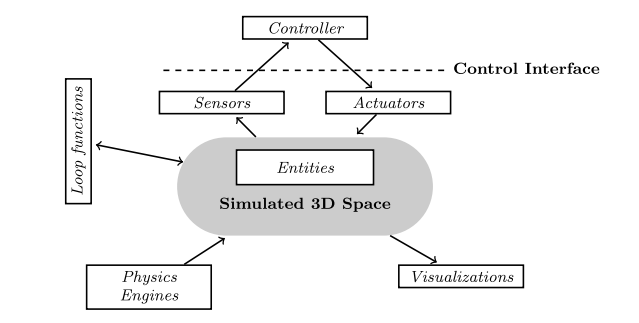 Controller
Control Interface
Sensors
Actuators
Loop functions
Entities
Simulated 3D Space
Physics
Engines
Visualizations